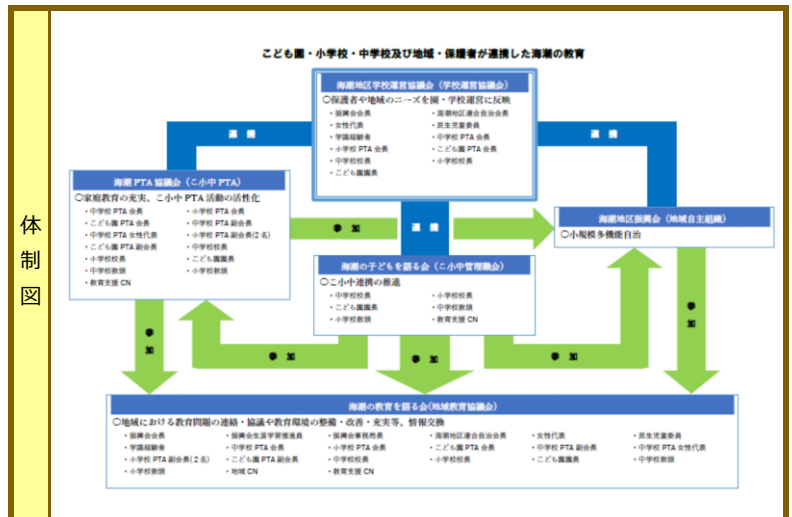 体制図
こども園・小学校・中学校及び地域・保護者が連携した海潮の教育
海潮地区学校運営協議会（学校運営協議会）
○保護者や地域のニーズを園・学校運営に反映
・振興会会長　・海潮地区連合自治会長
・女性代表　・民生児童委員
・学識経験者　・中学校 PTA 会長
・小学校 PTA 会長　・こども園 PTA 会長
・中学校校長　・小学校校長
・こども園園長
連　携
連　携
海潮 PTA 協議会（こ小中 PTA）
○家庭教育の充実、こ小中 PTA 活動の活性化
・中学校 PTA 会長　・小学校 PTA 会長
・こども園 PTA 会長　・中学校 PTA 副会長
・中学校 PTA 女性代表　・小学校 PTA 副会長(2 名)
・こども園 PTA 副会長　・中学校校長
・小学校校長　・こども園園長
・中学校教頭　・小学校教頭
・教育支援 CN
参　加
連　携
海潮地区振興会（地域自主組織）
○小規模多機能自治
海潮の子どもを語る会（こ小中管理職会）
○こ小中連携の推進
・中学校校長　・小学校校長
・こども園園長　・中学校教頭
・小学校教頭　・教育支援 CN
参加
参加
参　加
参　加
参　加
海潮の教育を語る会(地域教育協議会)
○地域における教育問題の連絡・協議や教育環境の整備・改善・充実等、情報交換
・振興会会長　・振興会生涯学習推進員　・振興会事務局長　・海潮地区連合自治会長　・女性代表　・民生児童委員
・学識経験者　・中学校 PTA 会長　・小学校 PTA 会長　・こども園 PTA 会長　・中学校 PTA 副会長　・中学校 PTA 女性代表
・小学校 PTA 副会長(２名)　・こども園 PTA 副会長　・中学校校長　・小学校校長　・こども園園長　・中学校教頭
・小学校教頭　・地域 CN　・教育支援 CN